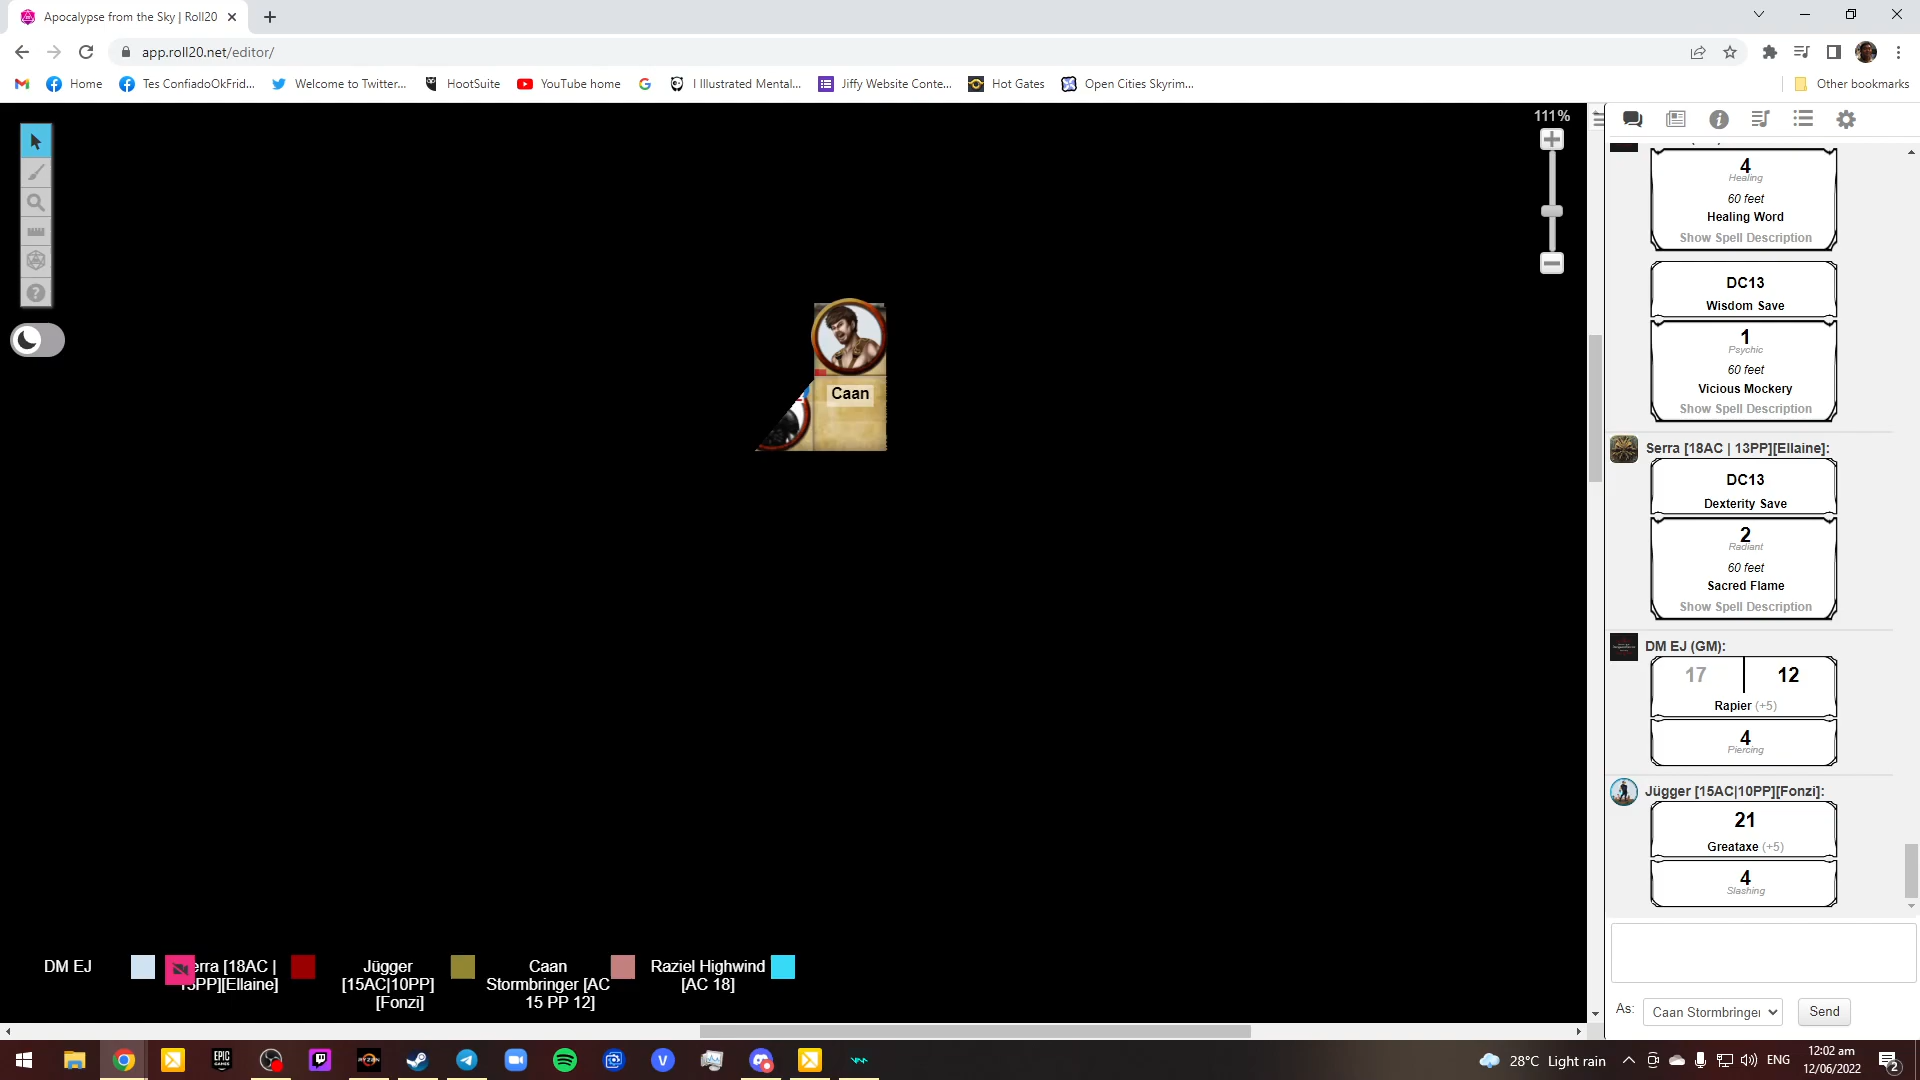 Apocalypse from the Sky | Roll20
app.roll20.net/editor/
Home
Tes ConfiadoOkFrid...
Welcome to Twitter...
HootSuite
YouTube home
I Illustrated Mental...
Jiffy Website Conte...
Hot Gates
Open Cities Skyrim...
Other bookmarks
111%
Caan
4
Healing
60 feet
Healing Word
Show Spell Description
DC13
Wisdom Save
1
Psychic
60 feet
Vicious Mockery
Show Spell Description
Serra [18AC | 13PP][Ellaine]:
DC13
Dexterity Save
2
Radiant
60 feet
Sacred Flame
Show Spell Description
DM EJ (GM):
17 12
Rapier (+5)
4
Piercing
Jügger [15AC|10PP][Fonzi]:
21
Greataxe (+5)
4
Slashing
As:
Caan Stormbringer
Send
DM EJ
erra [18AC |
13PP][Ellaine]
Jügger
[15AC|10PP]
[Fonzi]
Caan
Stormbringer [AC
15 PP 12]
Raziel Highwind
[AC 18]
EPIC
GAMES
RYZEN
28°C Light rain
ENG
12:02 am
12/06/2022
2